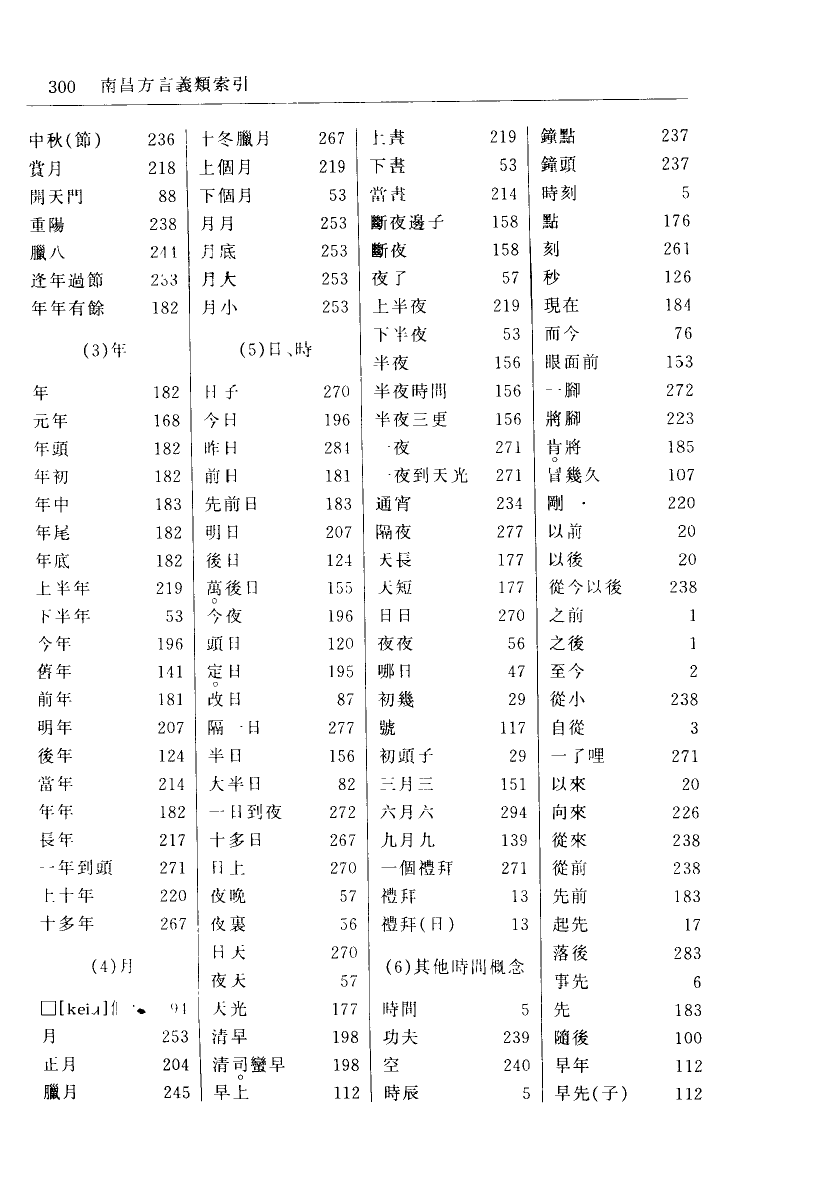 300 南昌方言義類索引
中秋(節) 236
賞月 218
開天門 88
重陽 238
臘八
逢年過節
年年有餘 182
(3)年
年 182
元年 168
年頭 182
年初 182
年中 183
年尾 182
年底 182
上半年 219
下半年 53
今年 196
舊年 141
前年 181
明年 207
後年 124
當年 214
年年 182
長年 217
一年到頭 271
上十年 220
十多年 267
(4)月
月 253
正月 204
臘月 245
十冬臘月 267
上個月 219
下個月 53
月月 253
月底 253
月大 253
月小 253
(5)日、時
日子 270
今日 196
昨日 281
前日 181
先前日 183
明日 207
後日 124
萬後日 155
今夜 196
頭日 120
定日 195
改日 87
隔一日 277
半日 156
大半日 82
一日到夜 272
十多日 267
日上 270
夜晚 57
夜裏 56
日天 270
夜天 57
天光 177
清早 198
清司蠻早 198
早上 112
上晝 219
下晝 53
當晝 214
斷夜邊子 158
斷夜 158
夜了 57
上半夜 219
下半夜 53
半夜 156
半夜時間 156
半夜三更 156
一夜 271
一夜到天光 271
通宵 234
隔夜 277
天長 177
天短 177
日日 270
夜夜 56
哪日 47
初幾 29
號 117
初頭子 29
三月三 151
六月六 294
九月九 139
一個禮拜 271
禮拜 13
禮拜(日) 13
(6)其他時間概念
時間 5
功夫 239
空 240
時辰 5
鐘點 237
鐘頭 237
時刻 5
點 176
刻 261
秒 126
現在 184
而今 76
眼面前 153
一腳 272
將腳 223
肯將 185
冒幾久 107
剛 220
以前 20
以後 20
從今以後 238
之前 1
之後 1
至今 2
從小 238
自從 3
一了哩 271
以來 20
向來 226
從來 238
從前 238
先前 183
起先 17
落後 283
事先 6
先 183
隨後 100
早年 112
早先(子) 112